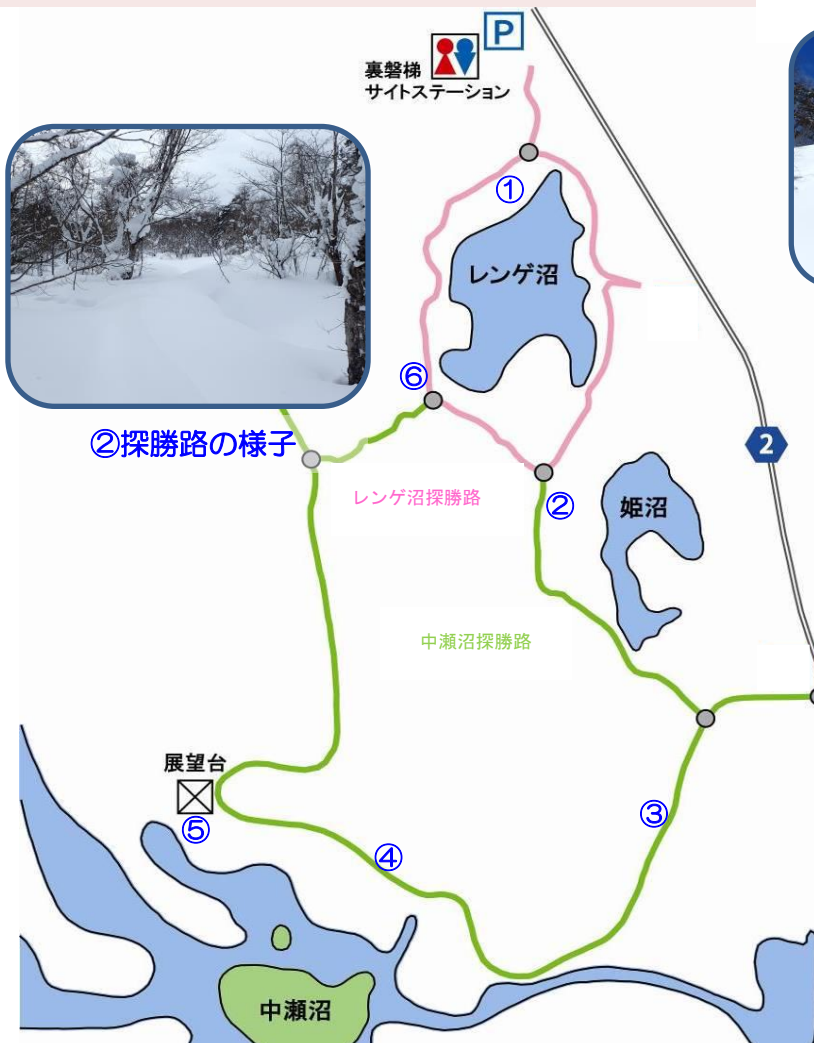 P
裏磐梯
サイトステーション
①
レンゲ沼
⑥
②探勝路の様子
2
レンゲ沼探勝路
②
姫沼
中瀬沼探勝路
展望台
⑤
③
④
中瀬沼